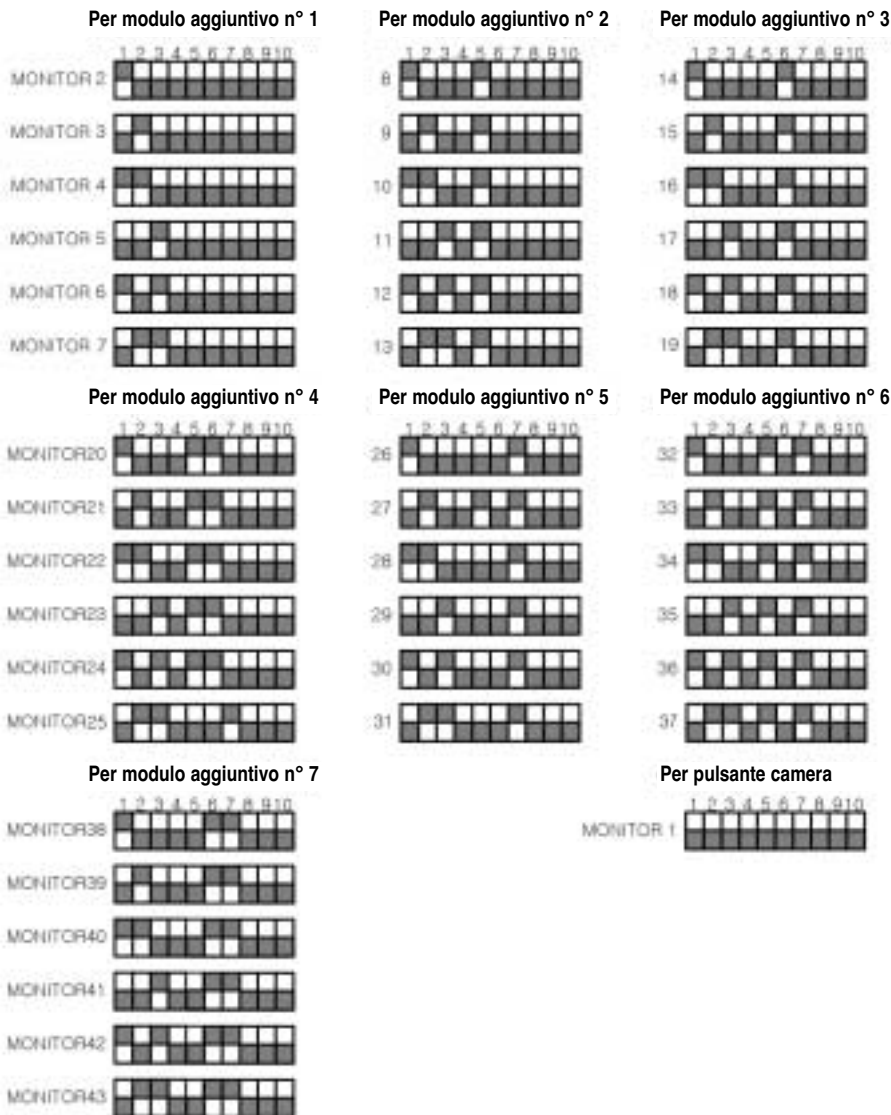 Per modulo aggiuntivo n° 1
1 2 3 4 5 6 7 8 9 10
MONITOR 2
MONITOR 3
MONITOR 4
MONITOR 5
MONITOR 6
MONITOR 7
Per modulo aggiuntivo n° 2
1 2 3 4 5 6 7 8 9 10
8
9
10
11
12
13
Per modulo aggiuntivo n° 3
1 2 3 4 5 6 7 8 9 10
14
15
16
17
18
19
Per modulo aggiuntivo n° 4
1 2 3 4 5 6 7 8 9 10
MONITOR20
MONITOR21
MONITOR22
MONITOR23
MONITOR24
MONITOR25
Per modulo aggiuntivo n° 5
1 2 3 4 5 6 7 8 9 10
26
27
28
29
30
31
Per modulo aggiuntivo n° 6
1 2 3 4 5 6 7 8 9 10
32
33
34
35
36
37
Per modulo aggiuntivo n° 7
1 2 3 4 5 6 7 8 9 10
MONITOR38
MONITOR39
MONITOR40
MONITOR41
MONITOR42
MONITOR43
Per pulsante camera
1 2 3 4 5 6 7 8 9 10
MONITOR 1